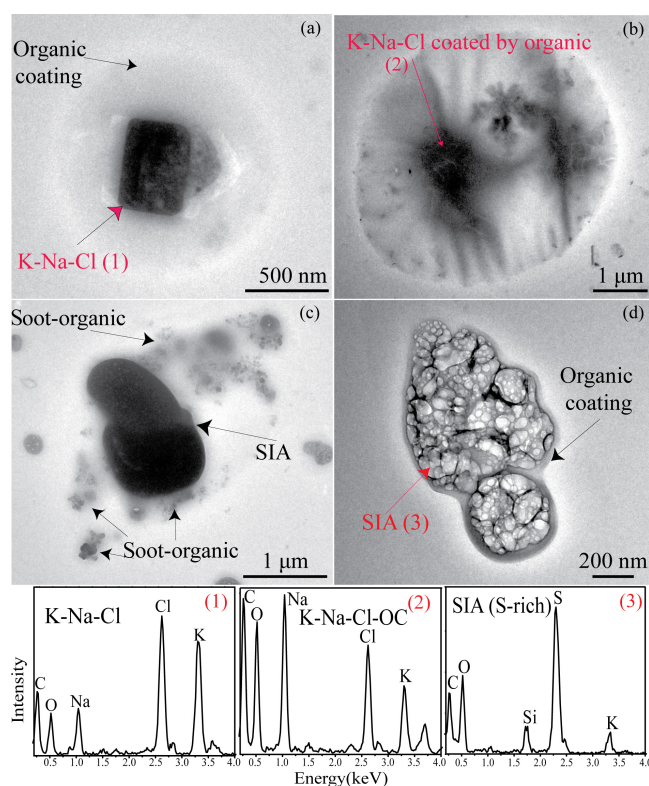 (a)
Organic
coating
K-Na-Cl (1)
500 nm
K-Na-Cl coated by organic
(2)
(b)
1 μm
Soot-organic
(c)
SIA
Soot-organic
1 μm
(d)
Organic
coating
SIA (3)
200 nm
Intensity
K-Na-Cl
(1)
C
O
Na
Cl
K
0.0 0.5 1.0 1.5 2.0 2.5 3.0 3.5 4.0
C
O
Na
K-Na-Cl-OC
(2)
Cl
K
0.0 0.5 1.0 1.5 2.0 2.5 3.0 3.5 4.0
SIA (S-rich)
(3)
C
O
Si
S
K
0.0 0.5 1.0 1.5 2.0 2.5 3.0 3.5 4.0
Energy(keV)